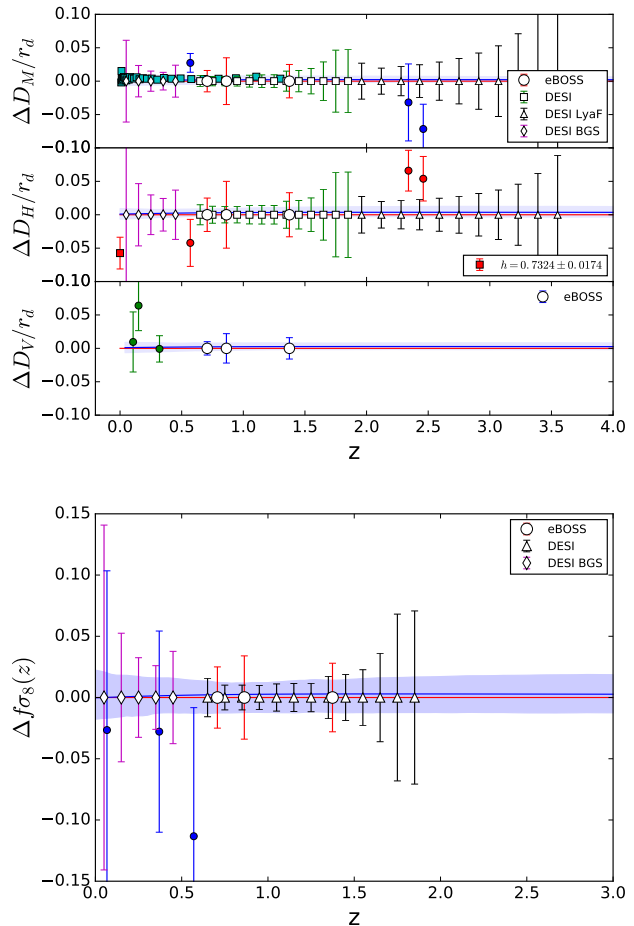 0.10
0.05
0.00
−0.05
−0.10
ΔD_M/r_d
eBOSS
DESI
DESI LyaF
DESI BGS
0.10
0.05
0.00
−0.05
−0.10
ΔD_H/r_d
h = 0.7324 ± 0.0174
0.10
0.05
0.00
−0.05
−0.10
ΔD_V/r_d
eBOSS
0.0 0.5 1.0 1.5 2.0 2.5 3.0 3.5 4.0
z
0.15
0.10
0.05
0.00
−0.05
−0.10
−0.15
Δfσ_8(z)
eBOSS
DESI
DESI BGS
0.0 0.5 1.0 1.5 2.0 2.5 3.0
z